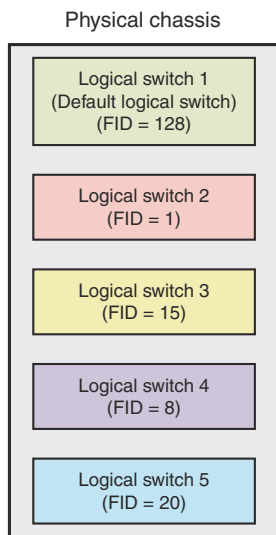 Physical chassis
Logical switch 1
(Default logical switch)
(FID = 128)
Logical switch 2
(FID = 1)
Logical switch 3
(FID = 15)
Logical switch 4
(FID = 8)
Logical switch 5
(FID = 20)